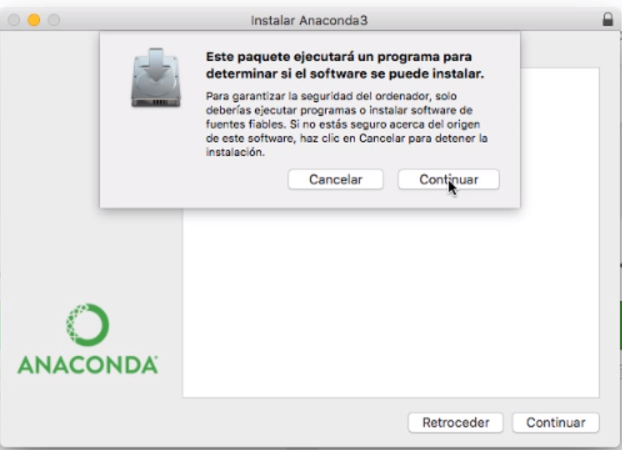 Instalar Anaconda3
Este paquete ejecutará un programa para
determinar si el software se puede instalar.
Para garantizar la seguridad del ordenador, solo
deberías ejecutar programas o instalar software de
fuentes fiables. Si no estás seguro acerca del origen
de este software, haz clic en Cancelar para detener la
instalación.
Cancelar
Continuar
ANACONDA
Retroceder
Continuar